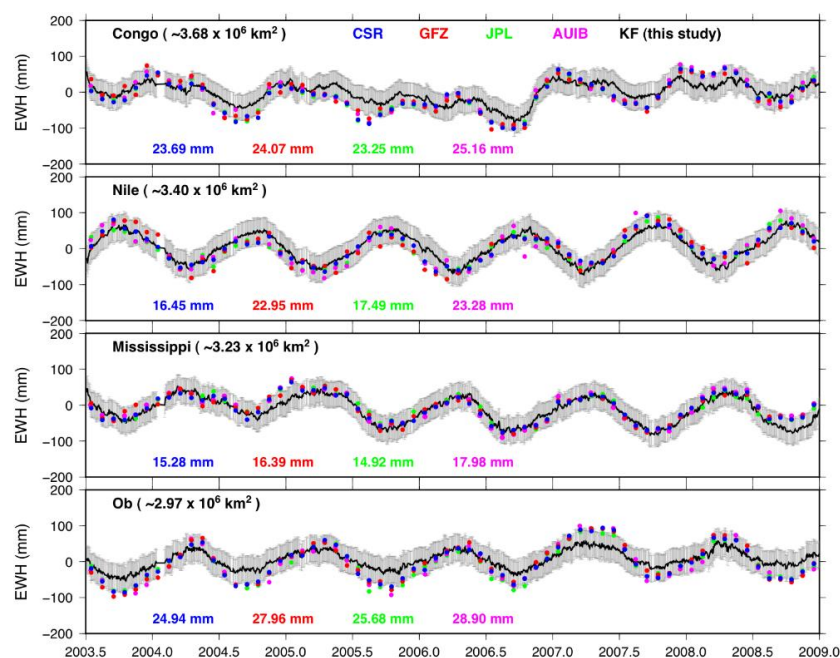 Congo ( ~3.68 x 10⁶ km² ) CSR GFZ JPL AUIB KF (this study)
200
100
0
−100
−200
EWH (mm)
23.69 mm 24.07 mm 23.25 mm 25.16 mm
Nile ( ~3.40 x 10⁶ km² )
200
100
0
−100
−200
EWH (mm)
16.45 mm 22.95 mm 17.49 mm 23.28 mm
Mississippi ( ~3.23 x 10⁶ km² )
200
100
0
−100
−200
EWH (mm)
15.28 mm 16.39 mm 14.92 mm 17.98 mm
Ob ( ~2.97 x 10⁶ km² )
200
100
0
−100
−200
EWH (mm)
24.94 mm 27.96 mm 25.68 mm 28.90 mm
2003.5 2004.0 2004.5 2005.0 2005.5 2006.0 2006.5 2007.0 2007.5 2008.0 2008.5 2009.0